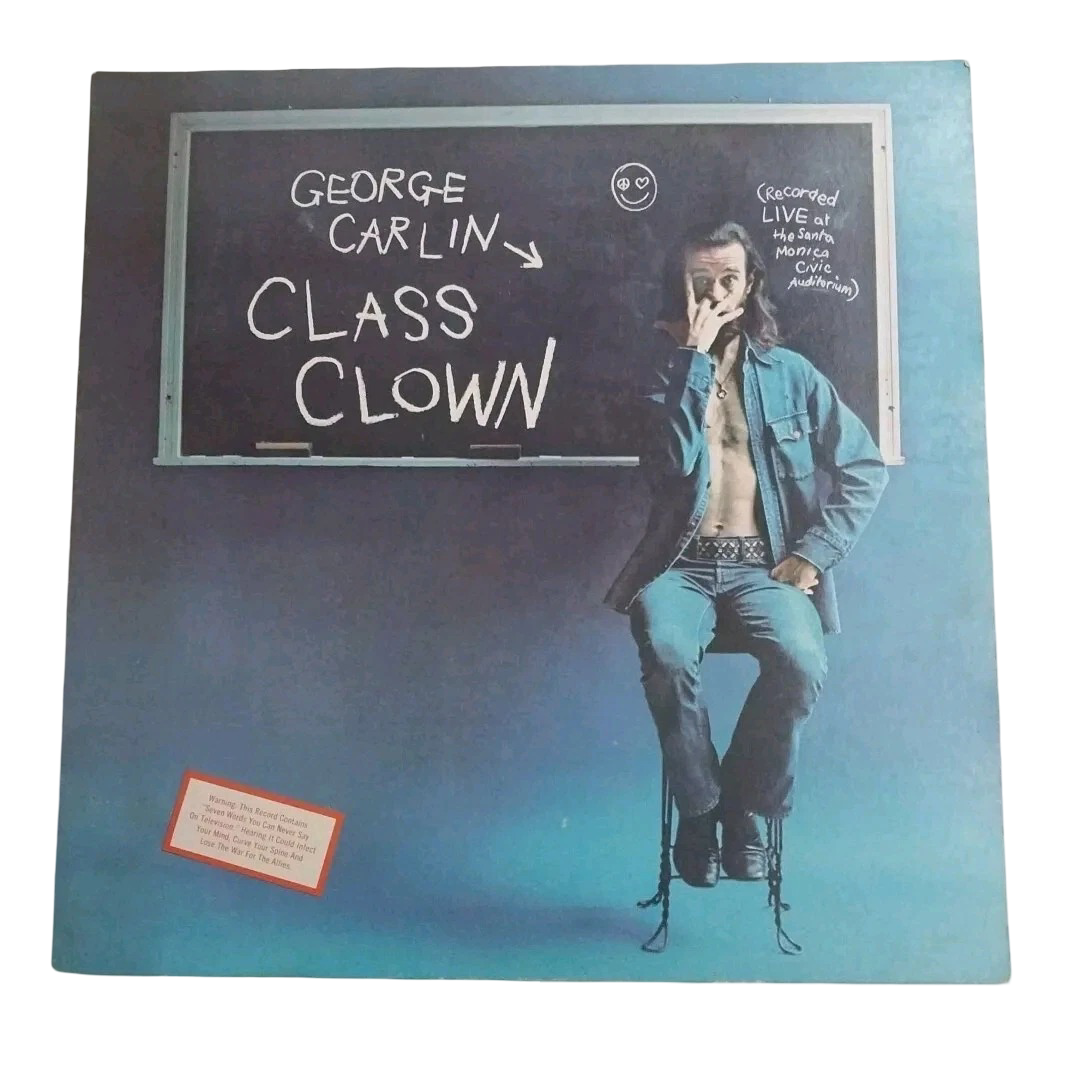 GEORGE
CARLIN
CLASS
CLOWN
(Recorded
LIVE at
the Santa
Monica
Civic
Auditorium)
Warning: This Record Contains
"Seven Words You Can Never Say
On Television." Hearing It Could Infect
Your Mind, Curve Your Spine And
Lose The War For The Allies.